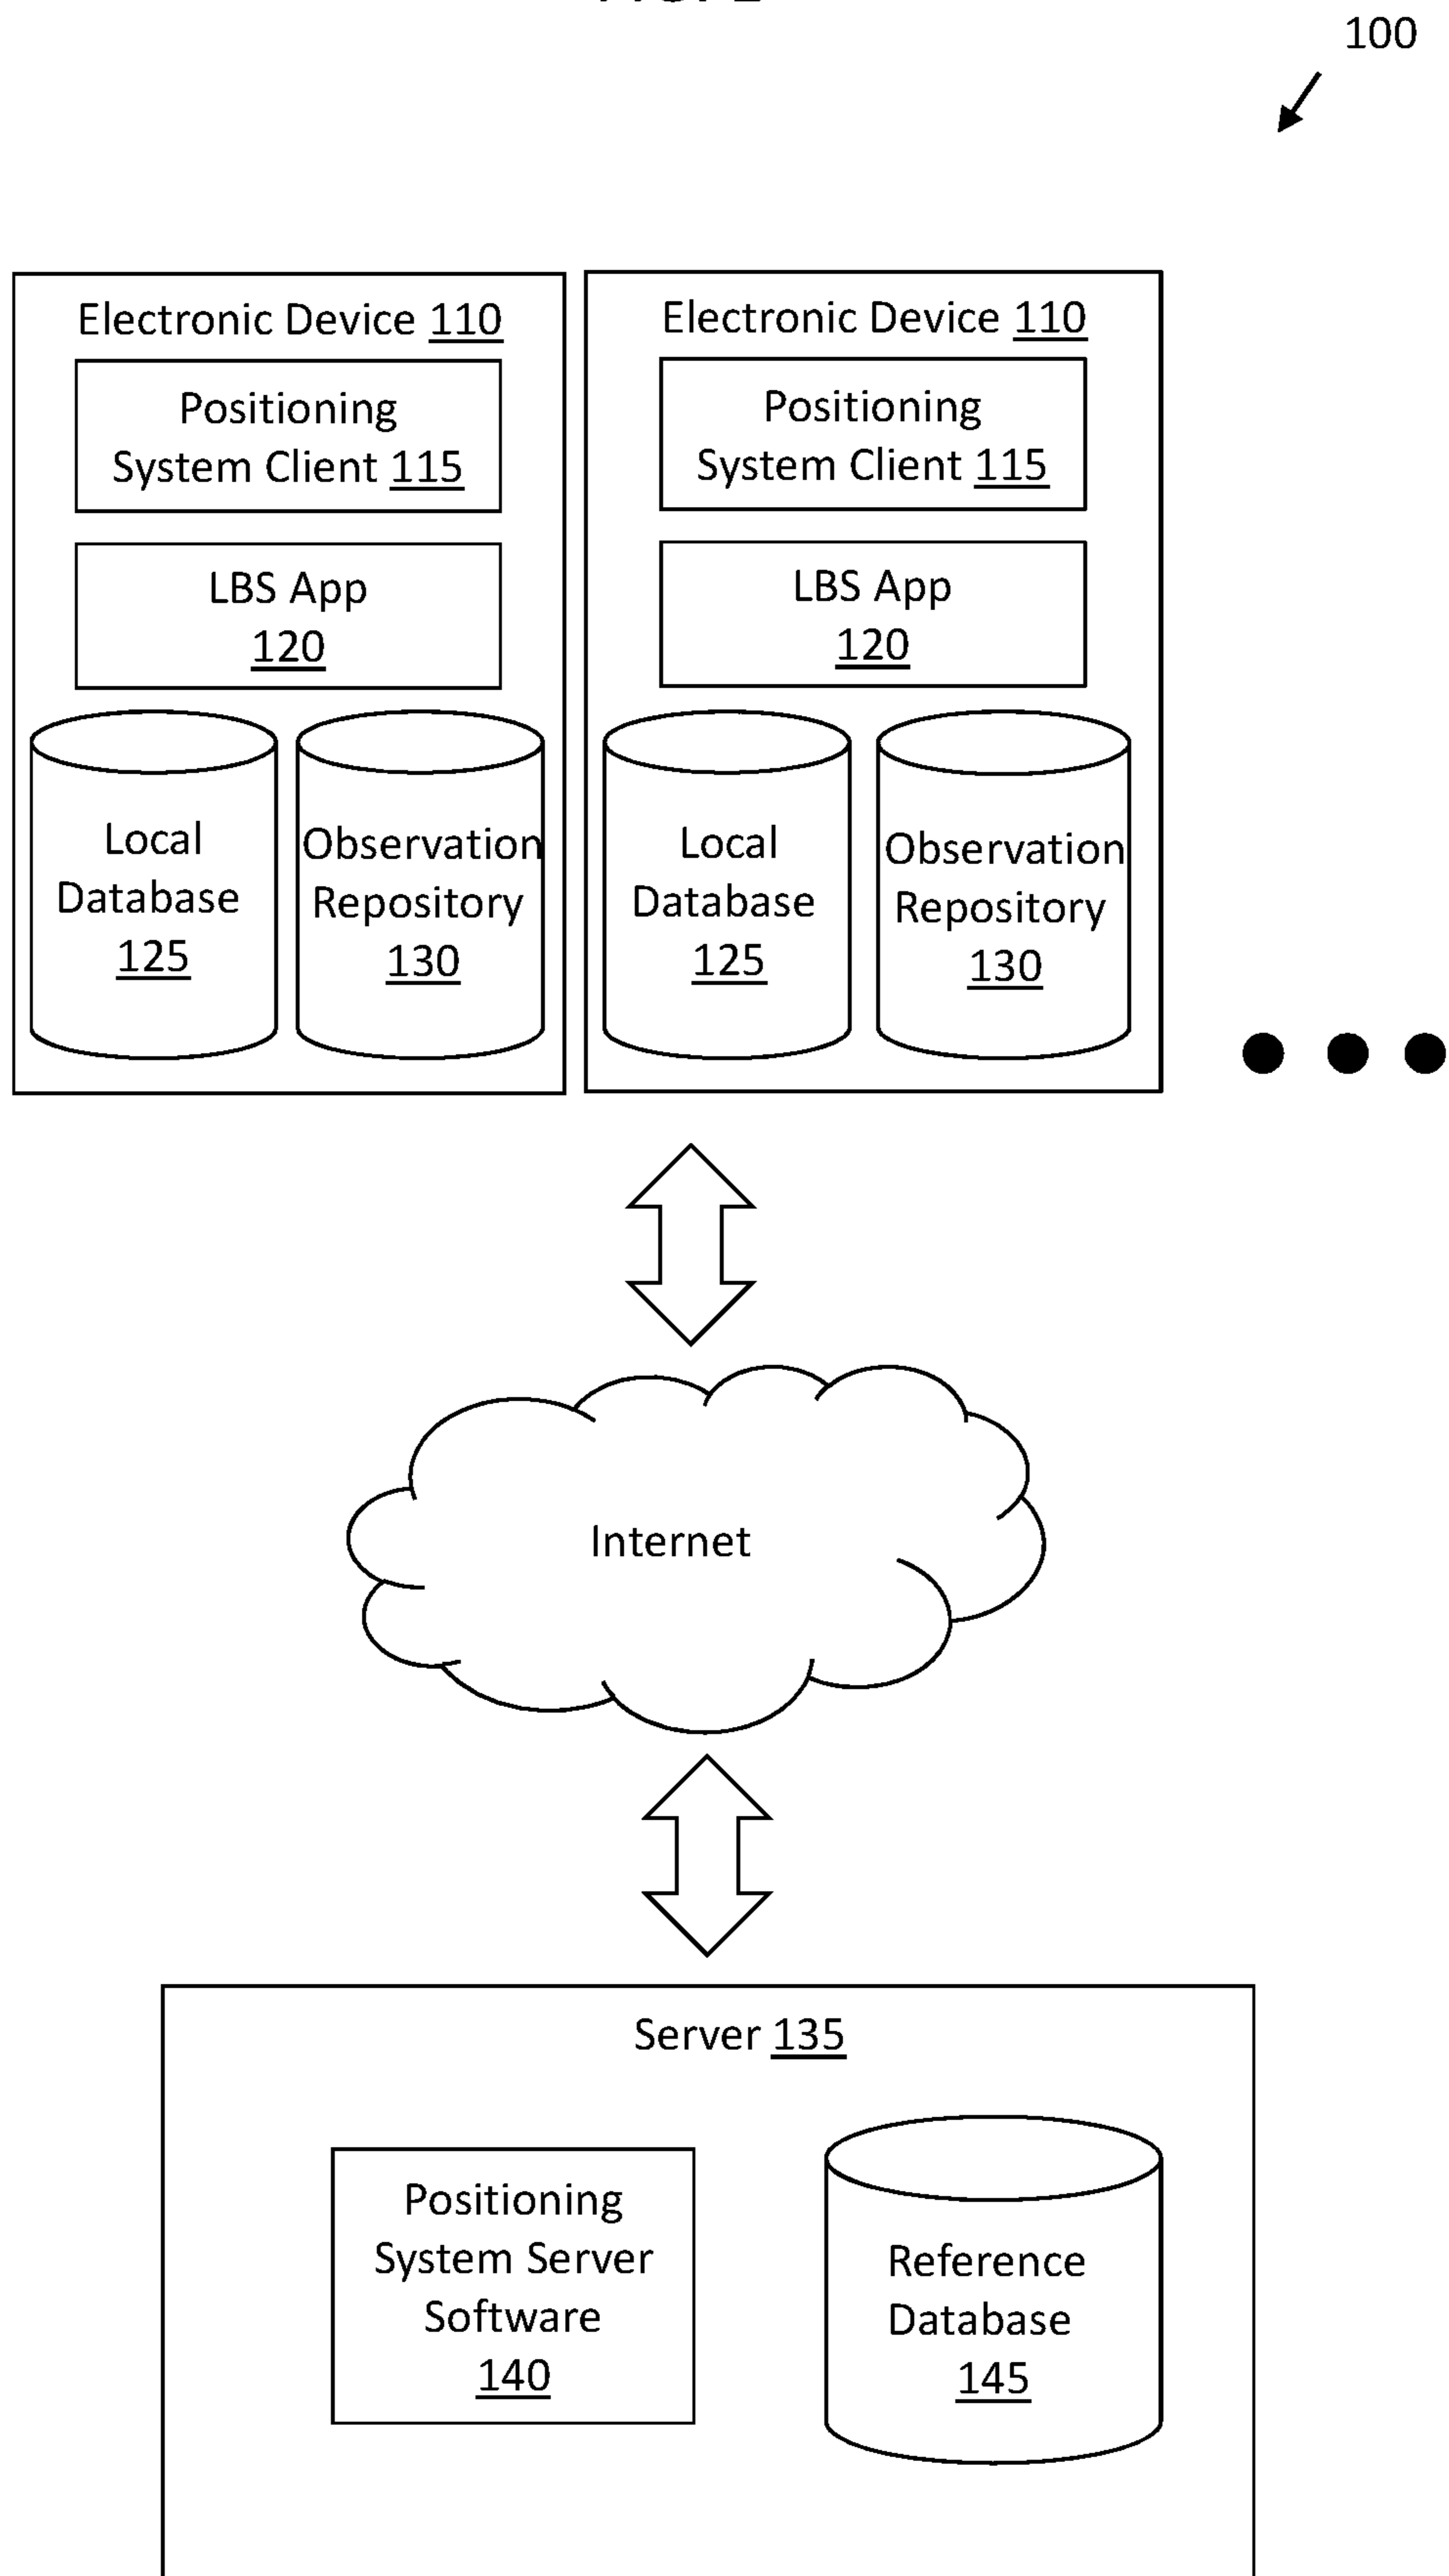 100
Electronic Device 110
Positioning
System Client 115
LBS App
120
Local
Database
125
Observation
Repository
130
Electronic Device 110
Positioning
System Client 115
LBS App
120
Local
Database
125
Observation
Repository
130
Internet
Server 135
Positioning
System Server
Software
140
Reference
Database
145